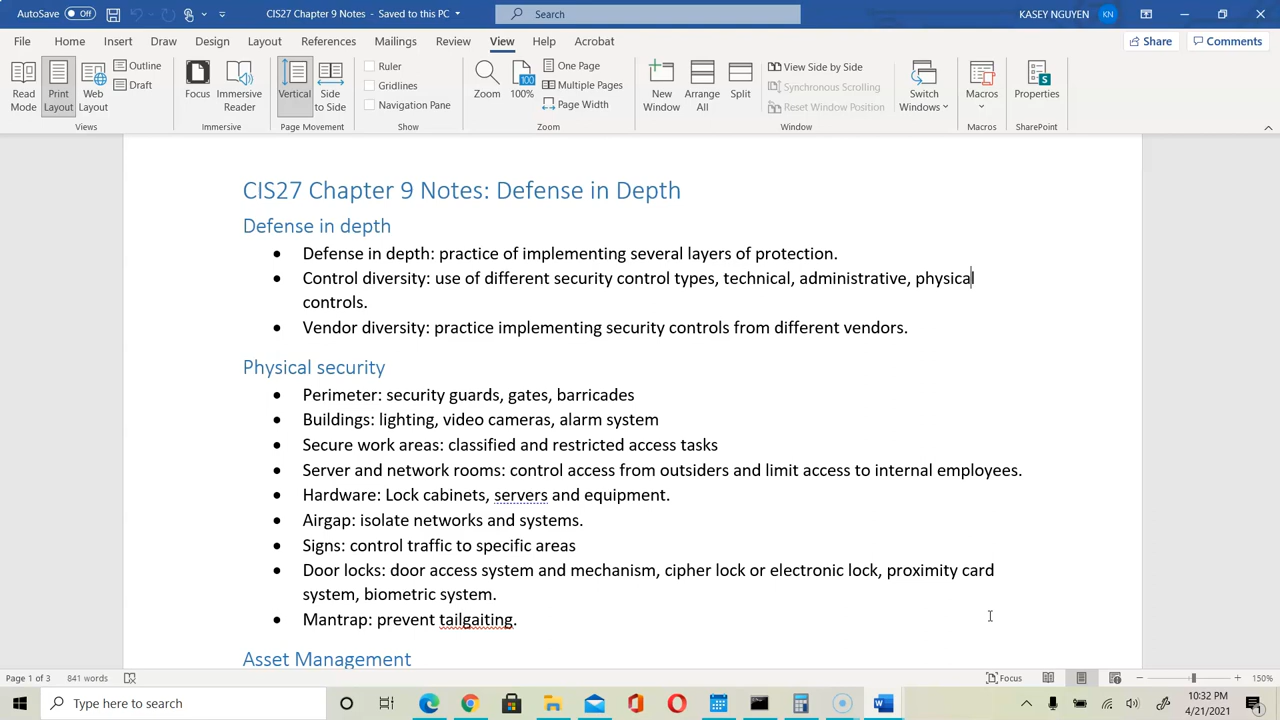 AutoSave Off Saved to this PC Search KASEY NGUYEN KN
File Home Insert Draw Design Layout References Mailings Review View Help Acrobat Share Comments
Read Mode Print Layout Web Layout Outline Draft Focus Immersive Reader Vertical Side to Side Ruler Gridlines Navigation Pane Zoom 100 100% One Page Multiple Pages Page Width New Window Arrange All Split View Side by Side Synchronous Scrolling Reset Window Position Switch Windows Macros Properties
Views Immersive Page Movement Show Zoom Window Macros SharePoint
CIS27 Chapter 9 Notes: Defense in Depth
Defense in depth
• Defense in depth: practice of implementing several layers of protection.
• Control diversity: use of different security control types, technical, administrative, physical
controls.
• Vendor diversity: practice implementing security controls from different vendors.
Physical security
• Perimeter: security guards, gates, barricades
• Buildings: lighting, video cameras, alarm system
• Secure work areas: classified and restricted access tasks
• Server and network rooms: control access from outsiders and limit access to internal employees.
• Hardware: Lock cabinets, servers and equipment.
• Airgap: isolate networks and systems.
• Signs: control traffic to specific areas
• Door locks: door access system and mechanism, cipher lock or electronic lock, proximity card
system, biometric system.
• Mantrap: prevent tailgaiting.
Asset Management
Page 1 of 3 841 words Focus 150%
Type here to search 10:32 PM
4/21/2021